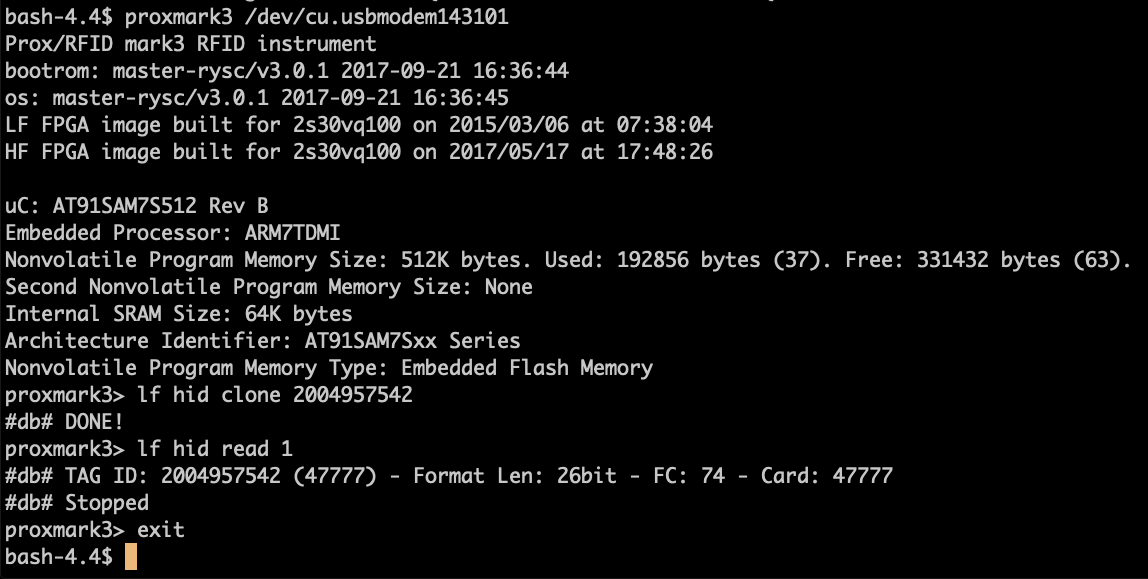 bash-4.4$ proxmark3 /dev/cu.usbmodem143101
Prox/RFID mark3 RFID instrument
bootrom: master-rysc/v3.0.1 2017-09-21 16:36:44
os: master-rysc/v3.0.1 2017-09-21 16:36:45
LF FPGA image built for 2s30vq100 on 2015/03/06 at 07:38:04
HF FPGA image built for 2s30vq100 on 2017/05/17 at 17:48:26
uC: AT91SAM7S512 Rev B
Embedded Processor: ARM7TDMI
Nonvolatile Program Memory Size: 512K bytes. Used: 192856 bytes (37). Free: 331432 bytes (63).
Second Nonvolatile Program Memory Size: None
Internal SRAM Size: 64K bytes
Architecture Identifier: AT91SAM7Sxx Series
Nonvolatile Program Memory Type: Embedded Flash Memory
proxmark3> lf hid clone 2004957542
#db# DONE!
proxmark3> lf hid read 1
#db# TAG ID: 2004957542 (47777) - Format Len: 26bit - FC: 74 - Card: 47777
#db# Stopped
proxmark3> exit
bash-4.4$